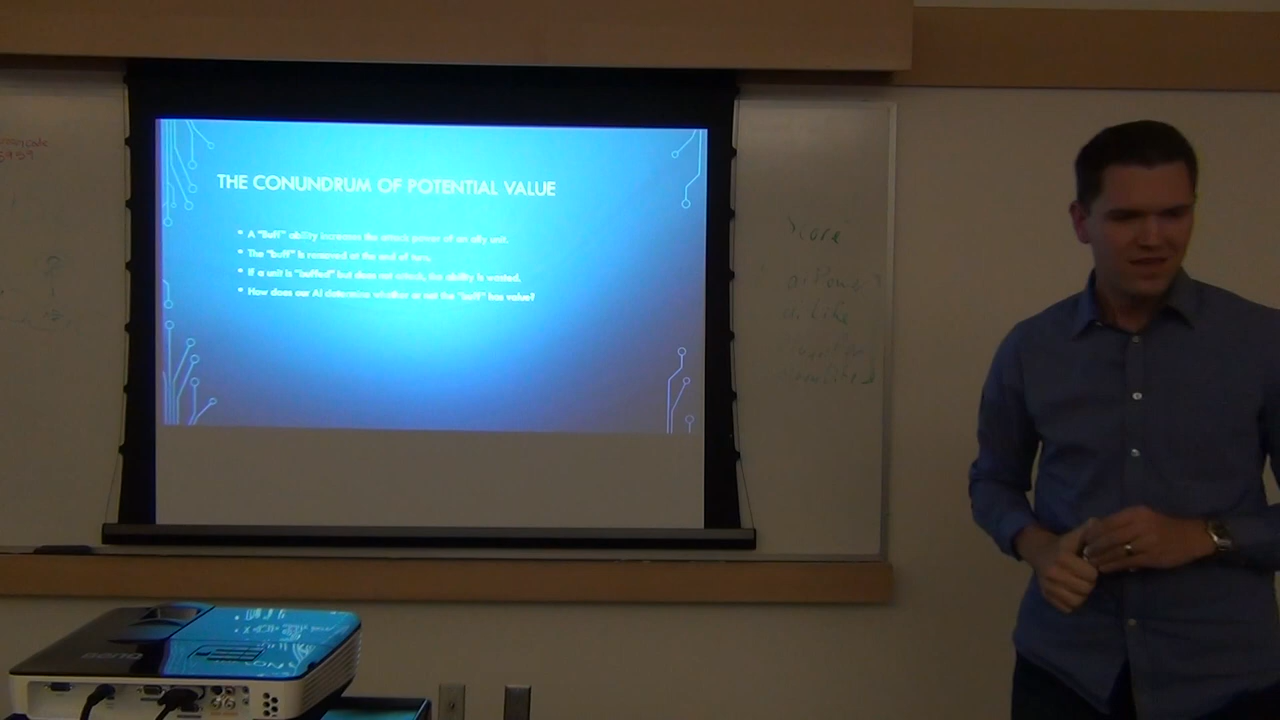 THE CONUNDRUM OF POTENTIAL VALUE
• A "buff" ability increases the attack power of an ally unit.
• The "buff" is removed at the end of turn.
• If a unit is "buffed" but does not attack, the ability is wasted.
• How does our AI determine whether or not the "buff" has value?
Score
BenQ